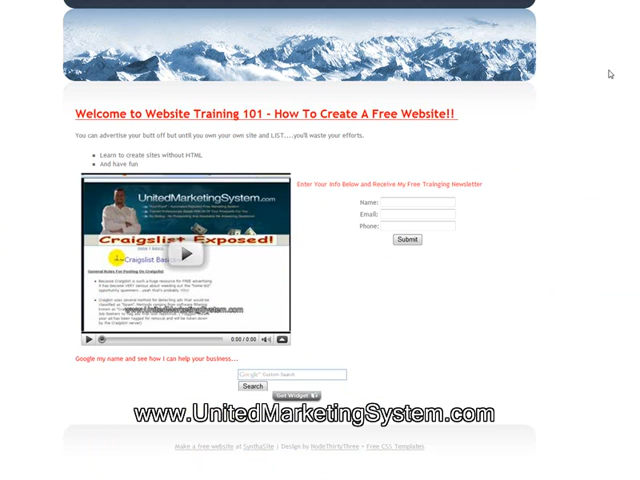 Welcome to Website Training 101 - How To Create A Free Website!!
You can advertise your butt off but until you own your own site and LIST....you'll waste your efforts.
Learn to create sites without HTML
And have fun
Enter Your Info Below and Receive My Free Trainging Newsletter
Name:
Email:
Phone:
Submit
UnitedMarketingSystem.com
Craigslist Exposed!
Craigslist Basics
General Rules For Posting On Craigslist
www.UnitedMarketingSystem.com
0:00 / 0:00
Google my name and see how I can help your business...
Google™ Custom Search
Search
Get Widget
www.UnitedMarketingSystem.com
Make a free website at SynthaSite | Design by NodeThirtyThree + Free CSS Templates